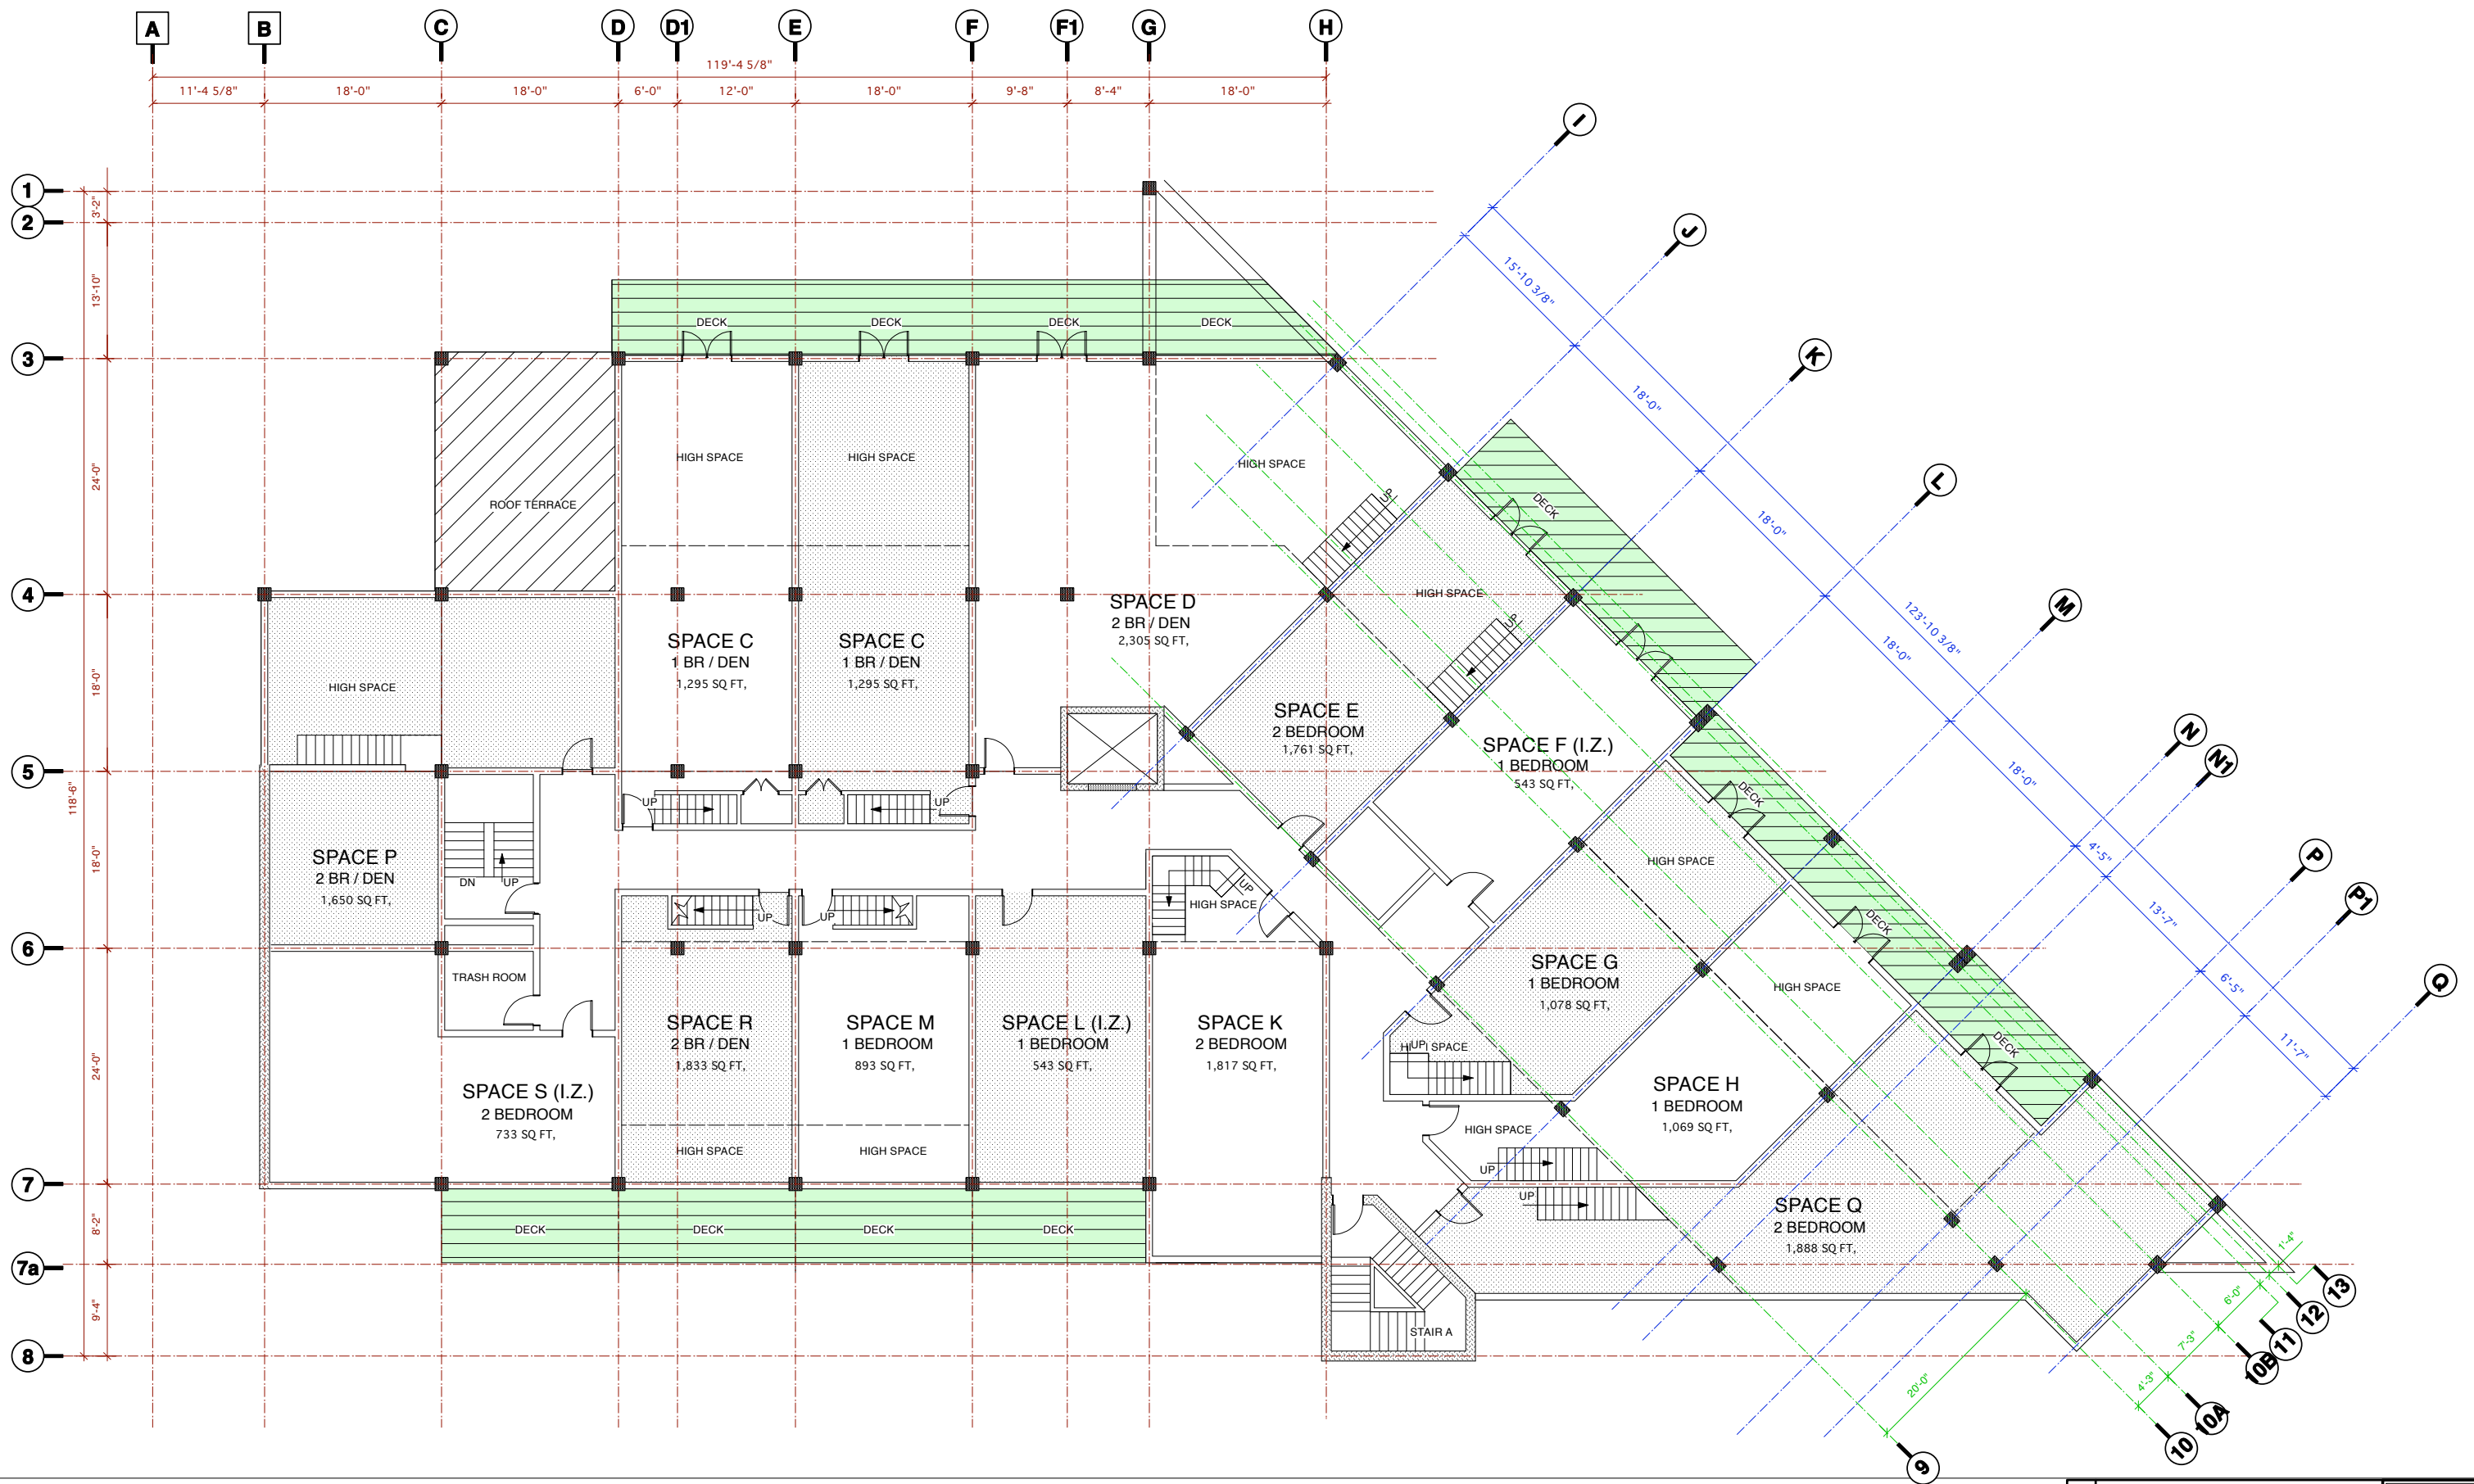 A
B
C
D
D1
E
F
F1
G
H
119'-4 5/8"
11'-4 5/8"
18'-0"
18'-0"
6'-0"
12'-0"
18'-0"
9'-8"
8'-4"
18'-0"
I
J
K
L
M
N
N1
P
P1
Q
15'-10 3/8"
18'-0"
18'-0"
18'-0"
18'-0"
4'-5"
13'-7"
6'-5"
11'-7"
123'-10 3/8"
1
2
3
4
5
6
7
7a
8
3'-2"
13'-10"
24'-0"
18'-0"
18'-0"
24'-0"
8'-2"
9'-4"
118'-6"
DECK
DECK
DECK
DECK
HIGH SPACE
HIGH SPACE
HIGH SPACE
ROOF TERRACE
UP
DECK
HIGH SPACE
UP
SPACE D
2 BR / DEN
2,305 SQ FT,
SPACE C
1 BR / DEN
1,295 SQ FT,
SPACE C
1 BR / DEN
1,295 SQ FT,
HIGH SPACE
SPACE E
2 BEDROOM
1,761 SQ FT,
SPACE F (I.Z.)
1 BEDROOM
543 SQ FT,
UP
UP
DECK
SPACE P
2 BR / DEN
1,650 SQ FT,
DN
UP
HIGH SPACE
UP
HIGH SPACE
UP
UP
DECK
TRASH ROOM
SPACE G
1 BEDROOM
1,078 SQ FT,
HIGH SPACE
SPACE R
2 BR / DEN
1,833 SQ FT,
SPACE M
1 BEDROOM
893 SQ FT,
SPACE L (I.Z.)
1 BEDROOM
543 SQ FT,
SPACE K
2 BEDROOM
1,817 SQ FT,
UP
HIGH SPACE
DECK
SPACE S (I.Z.)
2 BEDROOM
733 SQ FT,
SPACE H
1 BEDROOM
1,069 SQ FT,
HIGH SPACE
HIGH SPACE
HIGH SPACE
UP
UP
SPACE Q
2 BEDROOM
1,888 SQ FT,
DECK
DECK
DECK
DECK
STAIR A
1'-4"
6'-0"
7'-3"
4'-3"
20'-0"
13
12
11
10B
10A
10
9